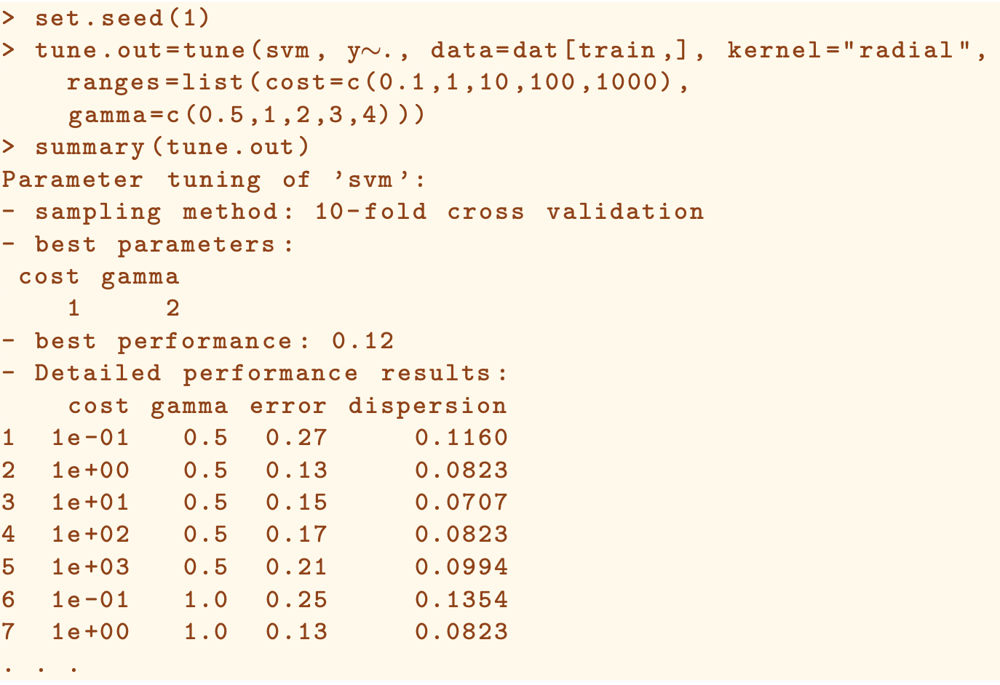 > set.seed(1)
> tune.out=tune(svm, y∼., data=dat[train,], kernel="radial",
ranges=list(cost=c(0.1,1,10,100,1000),
gamma=c(0.5,1,2,3,4)))
> summary(tune.out)
Parameter tuning of ’svm’:
- sampling method: 10-fold cross validation
- best parameters:
cost gamma
1 2
- best performance: 0.12
- Detailed performance results:
cost gamma error dispersion
1 1e-01 0.5 0.27 0.1160
2 1e+00 0.5 0.13 0.0823
3 1e+01 0.5 0.15 0.0707
4 1e+02 0.5 0.17 0.0823
5 1e+03 0.5 0.21 0.0994
6 1e-01 1.0 0.25 0.1354
7 1e+00 1.0 0.13 0.0823
. . .